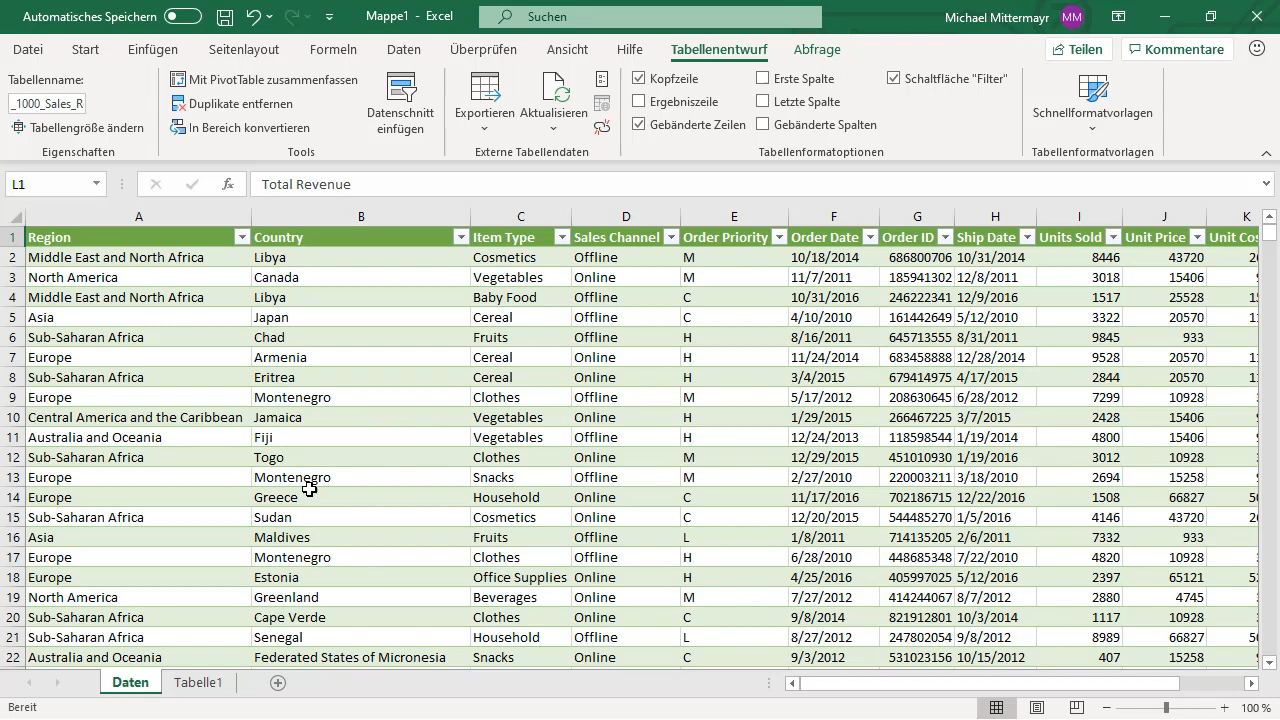 Automatisches Speichern Mappe1 - Excel Suchen Michael Mittermayr MM
Datei Start Einfügen Seitenlayout Formeln Daten Überprüfen Ansicht Hilfe Tabellenentwurf Abfrage Teilen Kommentare
Tabellenname:
_1000_Sales_R
Tabellengröße ändern
Eigenschaften
Mit PivotTable zusammenfassen
Duplikate entfernen
In Bereich konvertieren
Datenschnitt einfügen
Tools
Exportieren Aktualisieren
Externe Tabellendaten
Kopfzeile Erste Spalte Schaltfläche "Filter"
Ergebniszeile Letzte Spalte
Gebänderte Zeilen Gebänderte Spalten
Tabellenformatoptionen
Schnellformatvorlagen
Tabellenformatvorlagen
L1 fx Total Revenue
A B C D E F G H I J K
1 Region Country Item Type Sales Channel Order Priority Order Date Order ID Ship Date Units Sold Unit Price Unit Cos
2 Middle East and North Africa Libya Cosmetics Offline M 10/18/2014 686800706 10/31/2014 8446 43720 2
3 North America Canada Vegetables Online M 11/7/2011 185941302 12/8/2011 3018 15406
4 Middle East and North Africa Libya Baby Food Offline C 10/31/2016 246222341 12/9/2016 1517 25528 1
5 Asia Japan Cereal Offline C 4/10/2010 161442649 5/12/2010 3322 20570 1
6 Sub-Saharan Africa Chad Fruits Offline H 8/16/2011 645713555 8/31/2011 9845 933
7 Europe Armenia Cereal Online H 11/24/2014 683458888 12/28/2014 9528 20570 1
8 Sub-Saharan Africa Eritrea Cereal Online H 3/4/2015 679414975 4/17/2015 2844 20570 1
9 Europe Montenegro Clothes Offline M 5/17/2012 208630645 6/28/2012 7299 10928
10 Central America and the Caribbean Jamaica Vegetables Online H 1/29/2015 266467225 3/7/2015 2428 15406
11 Australia and Oceania Fiji Vegetables Offline H 12/24/2013 118598544 1/19/2014 4800 15406
12 Sub-Saharan Africa Togo Clothes Online M 12/29/2015 451010930 1/19/2016 3012 10928
13 Europe Montenegro Snacks Offline M 2/27/2010 220003211 3/18/2010 2694 15258
14 Europe Greece Household Online C 11/17/2016 702186715 12/22/2016 1508 66827 5
15 Sub-Saharan Africa Sudan Cosmetics Online C 12/20/2015 544485270 1/5/2016 4146 43720 2
16 Asia Maldives Fruits Offline L 1/8/2011 714135205 2/6/2011 7332 933
17 Europe Montenegro Clothes Offline H 6/28/2010 448685348 7/22/2010 4820 10928
18 Europe Estonia Office Supplies Online H 4/25/2016 405997025 5/12/2016 2397 65121 5
19 North America Greenland Beverages Online M 7/27/2012 414244067 8/7/2012 2880 4745
20 Sub-Saharan Africa Cape Verde Clothes Online C 9/8/2014 821912801 10/3/2014 1117 10928
21 Sub-Saharan Africa Senegal Household Online L 8/27/2012 247802054 9/8/2012 8989 66827 5
22 Australia and Oceania Federated States of Micronesia Snacks Online C 9/3/2012 531023156 10/15/2012 407 15258
Daten Tabelle1
Bereit 100 %